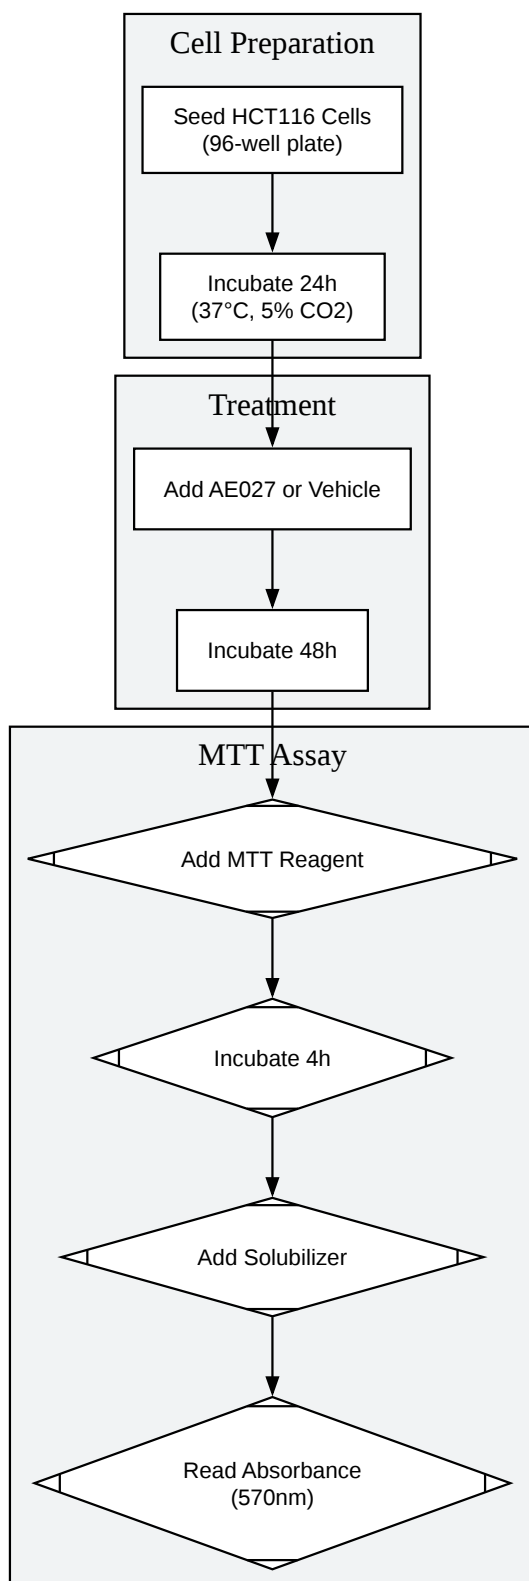 Cell Preparation
Seed HCT116 Cells
(96-well plate)
Incubate 24h
(37°C, 5% CO2)
Treatment
Add AE027 or Vehicle
Incubate 48h
MTT Assay
Add MTT Reagent
Incubate 4h
Add Solubilizer
Read Absorbance
(570nm)